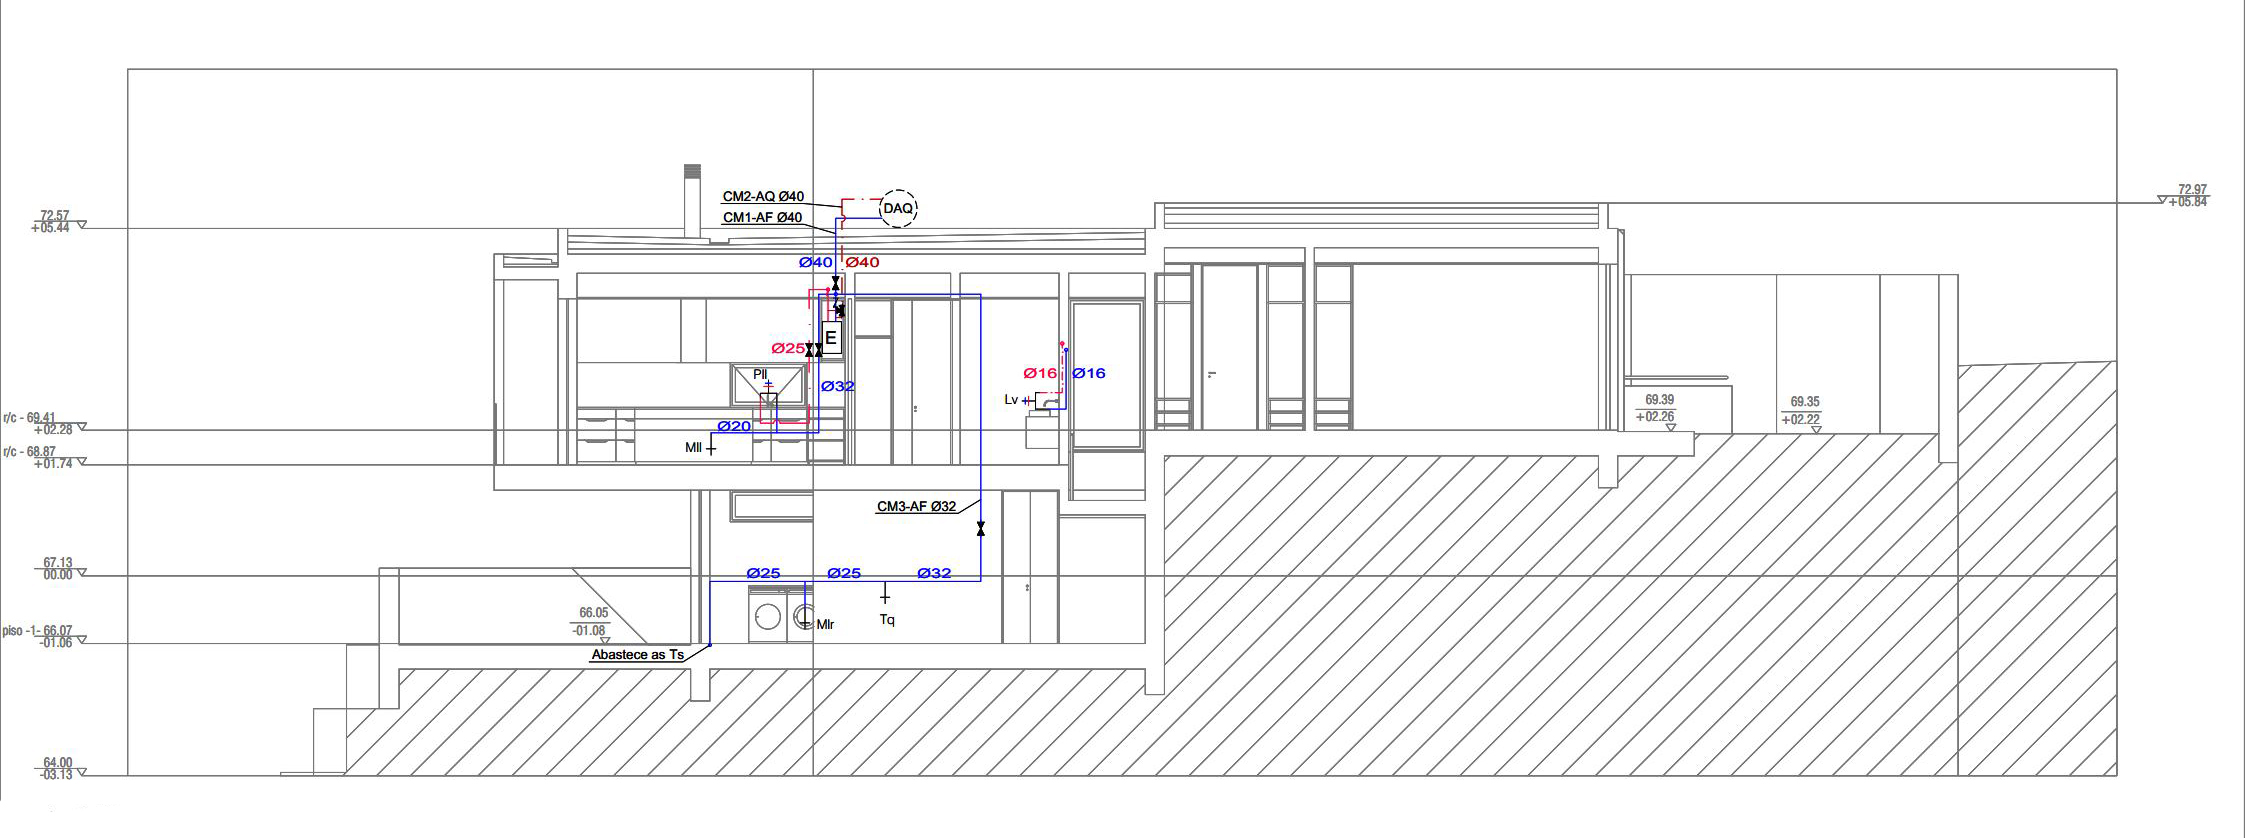 72.97
+05.84
CM2-AQ Ø40
DAQ
72.57
+05.44
CM1-AF Ø40
Ø40
Ø40
E
Ø25
Pll
Ø32
Ø16
Ø16
Lv
69.39
+02.26
69.35
+02.22
r/c - 69.41
+02.28
Ø20
Mll
r/c - 68.87
+01.74
CM3-AF Ø32
67.13
00.00
Ø25
Ø25
Ø32
66.05
-01.08
Mlr
Tq
piso -1- 66.07
-01.06
Abastece as Ts
64.00
-03.13